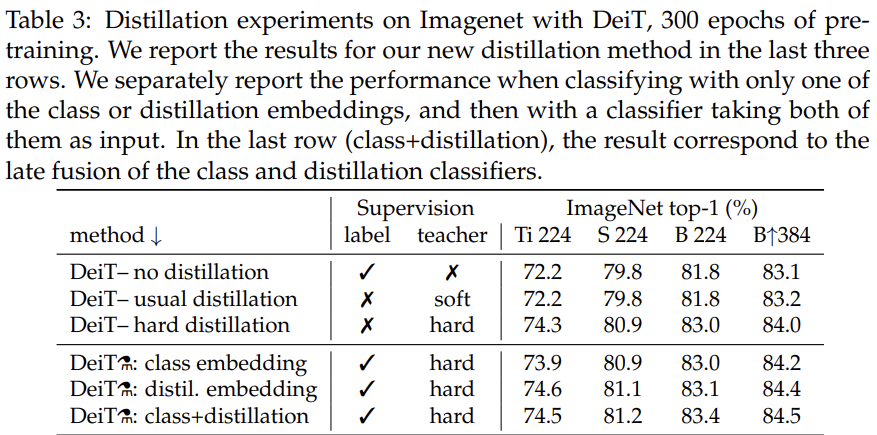 Table 3: Distillation experiments on Imagenet with DeiT, 300 epochs of pre-
training. We report the results for our new distillation method in the last three
rows. We separately report the performance when classifying with only one of
the class or distillation embeddings, and then with a classifier taking both of
them as input. In the last row (class+distillation), the result correspond to the
late fusion of the class and distillation classifiers.
Supervision ImageNet top-1 (%)
method ↓ label teacher Ti 224 S 224 B 224 B↑384
DeiT– no distillation ✓ ✗ 72.2 79.8 81.8 83.1
DeiT– usual distillation ✗ soft 72.2 79.8 81.8 83.2
DeiT– hard distillation ✗ hard 74.3 80.9 83.0 84.0
DeiT⚗: class embedding ✓ hard 73.9 80.9 83.0 84.2
DeiT⚗: distil. embedding ✓ hard 74.6 81.1 83.1 84.4
DeiT⚗: class+distillation ✓ hard 74.5 81.2 83.4 84.5